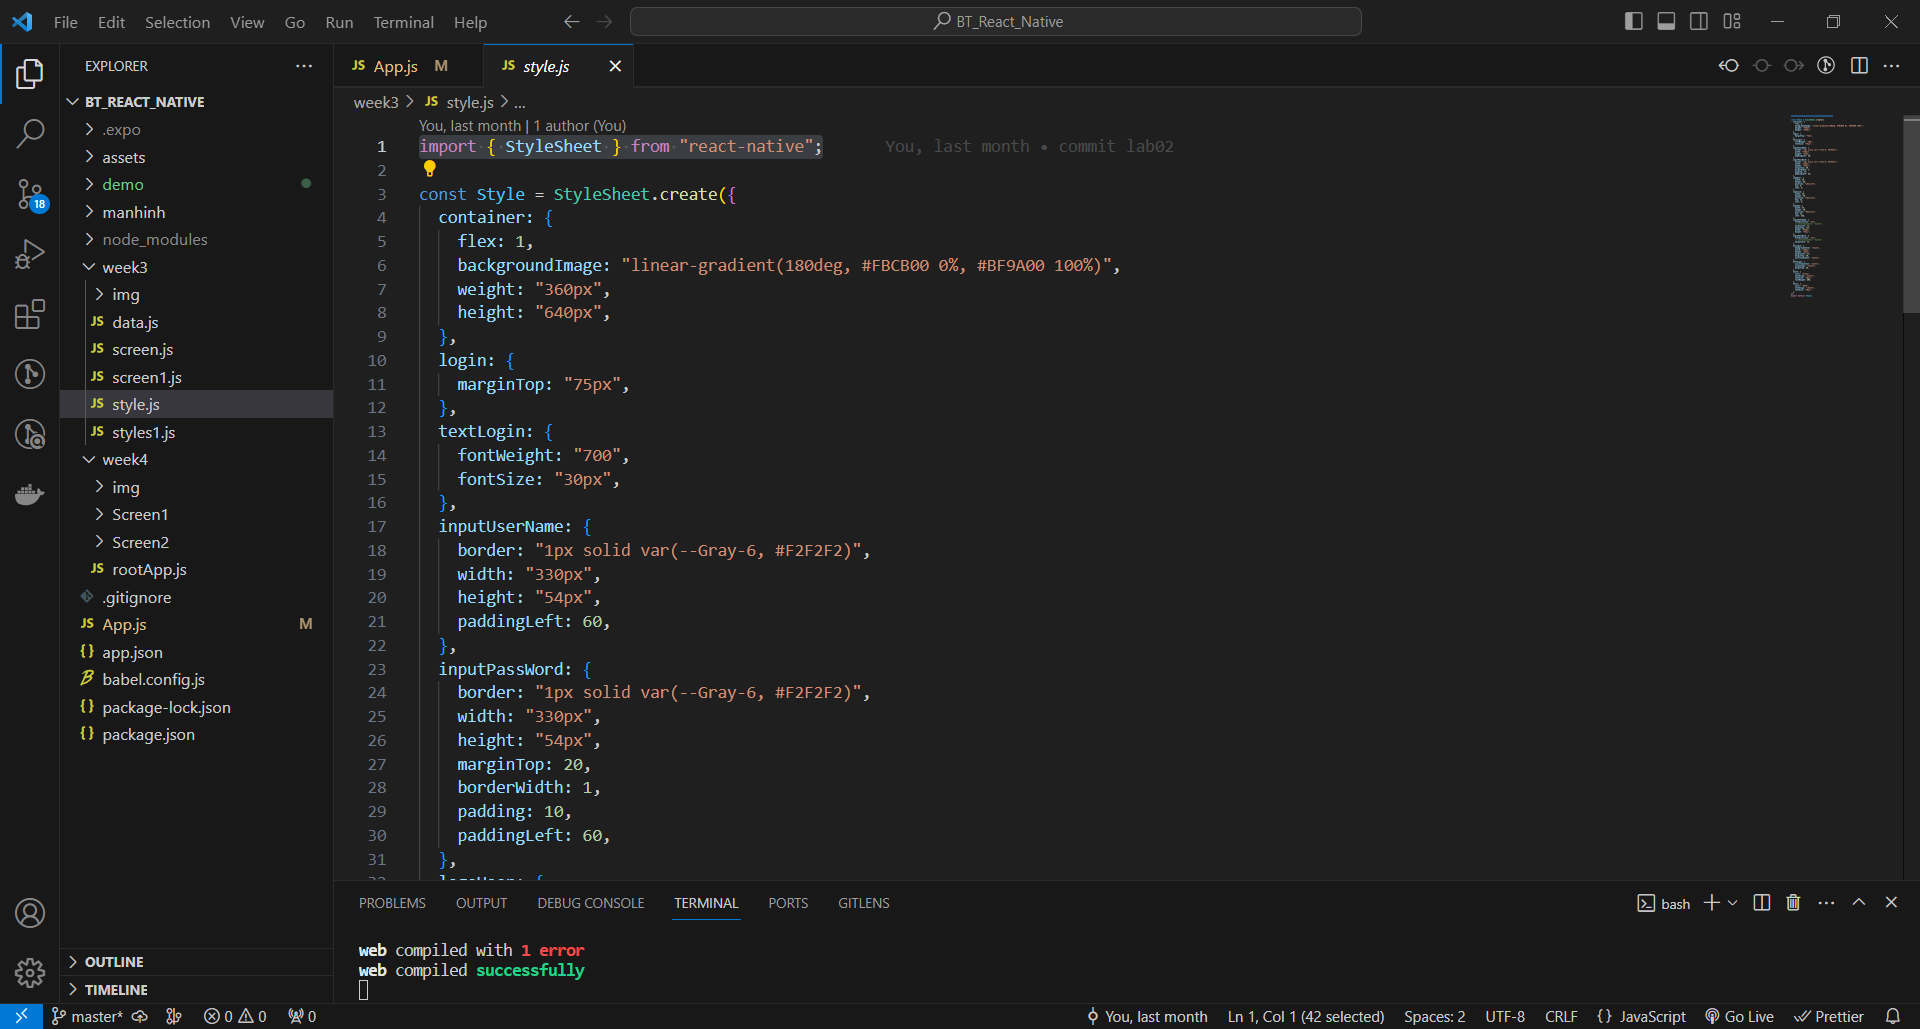 File Edit Selection View Go Run Terminal Help
BT_React_Native
EXPLORER
BT_REACT_NATIVE
.expo
assets
demo
manhinh
node_modules
week3
img
JS data.js
JS screen.js
JS screen1.js
JS style.js
JS styles1.js
week4
img
Screen1
Screen2
JS rootApp.js
.gitignore
JS App.js M
{} app.json
babel.config.js
{} package-lock.json
{} package.json
OUTLINE
TIMELINE
18
JS App.js M
JS style.js
week3 > JS style.js > ...
You, last month | 1 author (You)
1 import { StyleSheet } from "react-native"; You, last month • commit lab02
2
3 const Style = StyleSheet.create({
4 container: {
5 flex: 1,
6 backgroundImage: "linear-gradient(180deg, #FBCB00 0%, #BF9A00 100%)",
7 weight: "360px",
8 height: "640px",
9 },
10 login: {
11 marginTop: "75px",
12 },
13 textLogin: {
14 fontWeight: "700",
15 fontSize: "30px",
16 },
17 inputUserName: {
18 border: "1px solid var(--Gray-6, #F2F2F2)",
19 width: "330px",
20 height: "54px",
21 paddingLeft: 60,
22 },
23 inputPassWord: {
24 border: "1px solid var(--Gray-6, #F2F2F2)",
25 width: "330px",
26 height: "54px",
27 marginTop: 20,
28 borderWidth: 1,
29 padding: 10,
30 paddingLeft: 60,
31 },
PROBLEMS OUTPUT DEBUG CONSOLE TERMINAL PORTS GITLENS
bash
web compiled with 1 error
web compiled successfully
master* 0 0 0
You, last month Ln 1, Col 1 (42 selected) Spaces: 2 UTF-8 CRLF {} JavaScript Go Live Prettier